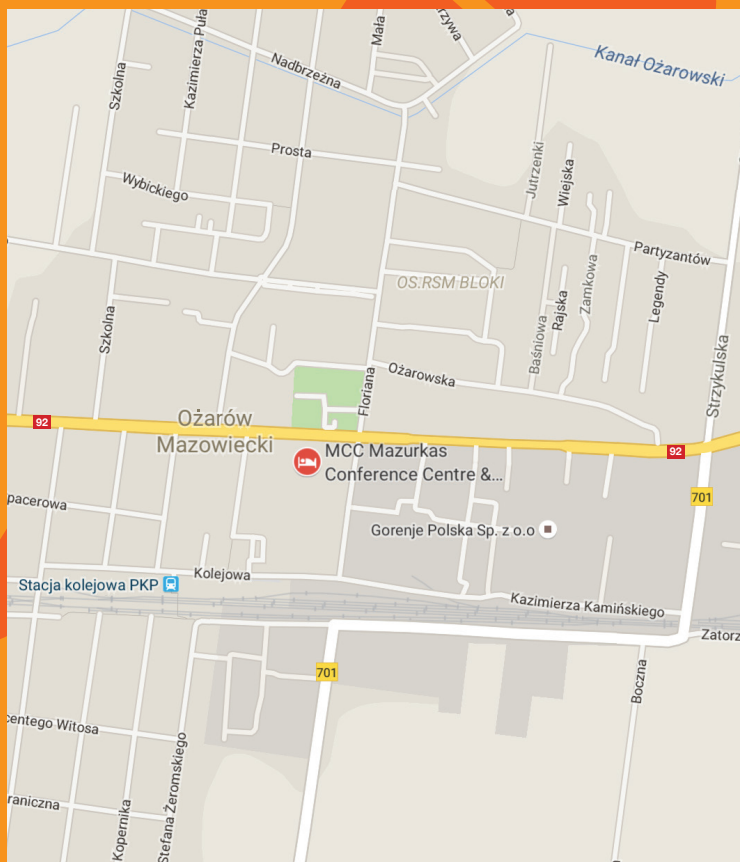 Kazimierza Puła
Mała
rzywa
Kanał Ożarowski
Nadbrzeżna
Szkolna
Prosta
Jutrzenki
Wiejska
Wybickiego
Partyzantów
OS.RSM BLOKI
Zamkowa
Legendy
Rajska
Szkolna
Baśniowa
Strzykulska
Ożarowska
Floriana
92
Ożarów
Mazowiecki
MCC Mazurkas
Conference Centre &...
92
701
pacerowa
Gorenje Polska Sp. z o.o
Kolejowa
Stacja kolejowa PKP
Kazimierza Kamińskiego
Zatorz
701
Boczna
centego Witosa
Stefana Żeromskiego
raniczna
Kopernika